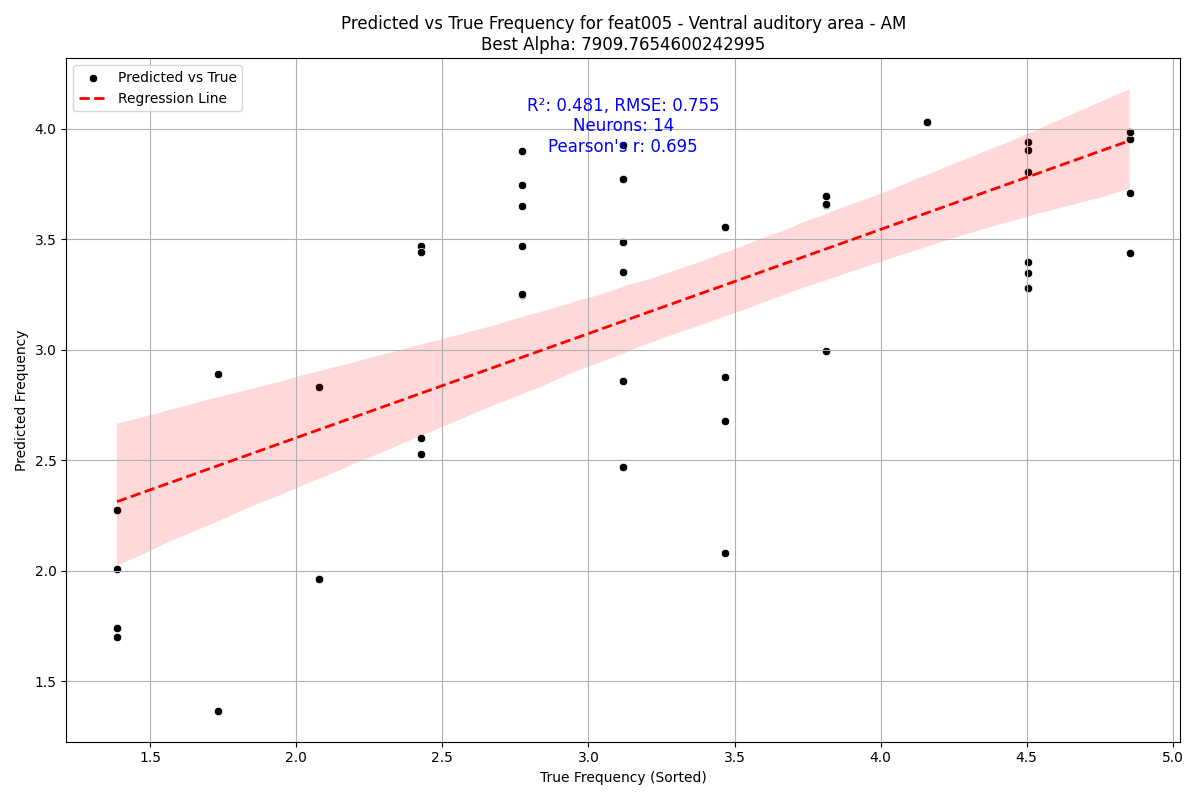 Predicted vs True Frequency for feat005 - Ventral auditory area - AM
Best Alpha: 7909.7654600242995
Predicted vs True
Regression Line
R²: 0.481, RMSE: 0.755
Neurons: 14
Pearson's r: 0.695
Predicted Frequency
4.0
3.5
3.0
2.5
2.0
1.5
1.5 2.0 2.5 3.0 3.5 4.0 4.5 5.0
True Frequency (Sorted)